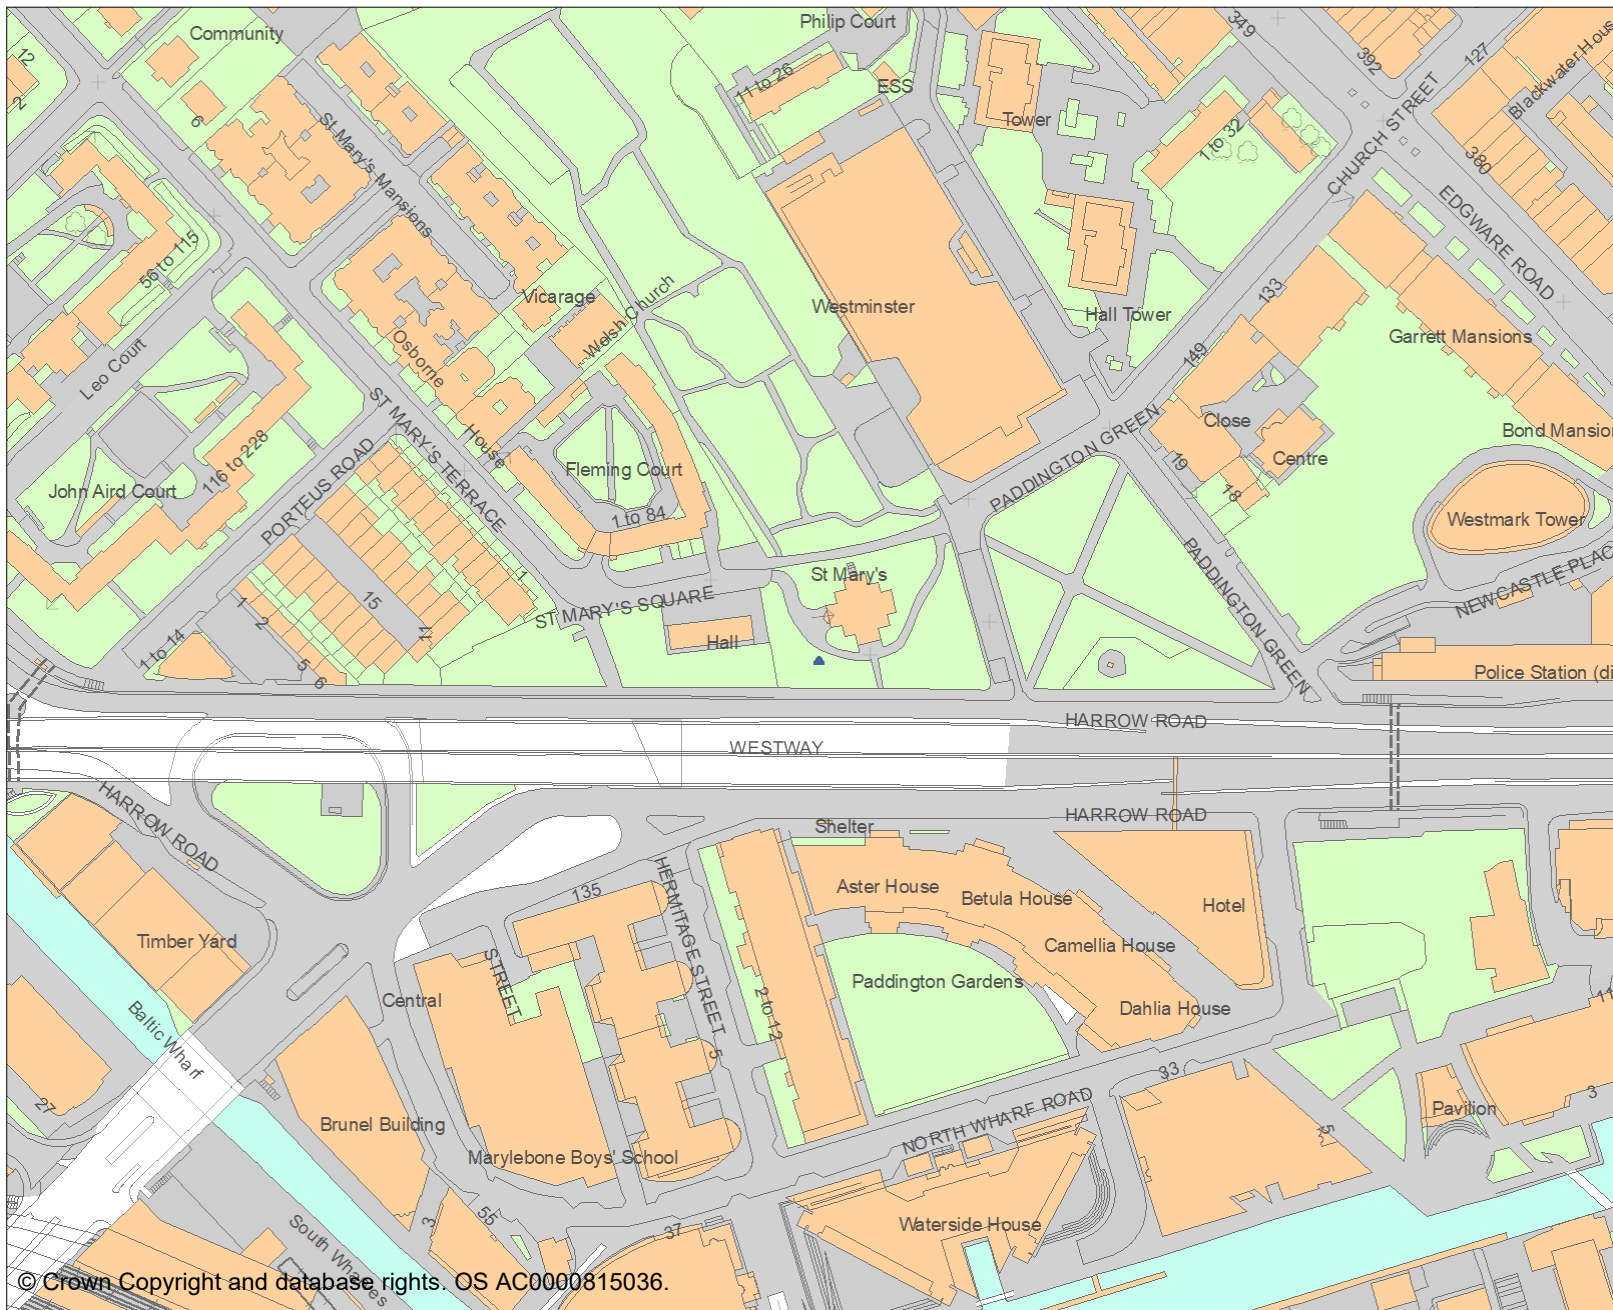 Community
Philip Court
349
392
127
Blackwater Hous
12
2
6
11 to 26
ESS
Tower
1 to 32
CHURCH STREET
380
St Mary's Mansions
EDGWARE ROAD
56 to 115
Vicarage
Welsh Church
Westminster
Hall Tower
133
Garrett Mansions
149
Leo Court
Osborne
House
ST MARY'S TERRACE
PADDINGTON GREEN
Close
Bond Mansion
Centre
19
18
116 to 228
John Aird Court
PORTEUS ROAD
Fleming Court
1 to 84
Westmark Tower
NEWCASTLE PLAC
PADDINGTON GREEN
St Mary's
1
ST MARY'S SQUARE
15
11
1
2
Hall
1 to 14
5
6
Police Station (di
HARROW ROAD
WESTWAY
HARROW ROAD
HARROW ROAD
Shelter
135
HERMITAGE STREET
Aster House
Betula House
Hotel
Timber Yard
Camellia House
STREET
Paddington Gardens
Central
2 to 12
Dahlia House
11
Baltic Wharf
5
33
3
27
Brunel Building
NORTH WHARF ROAD
Pavilion
5
Marylebone Boys' School
3
55
37
Waterside House
South Wharves
© Crown Copyright and database rights. OS AC0000815036.